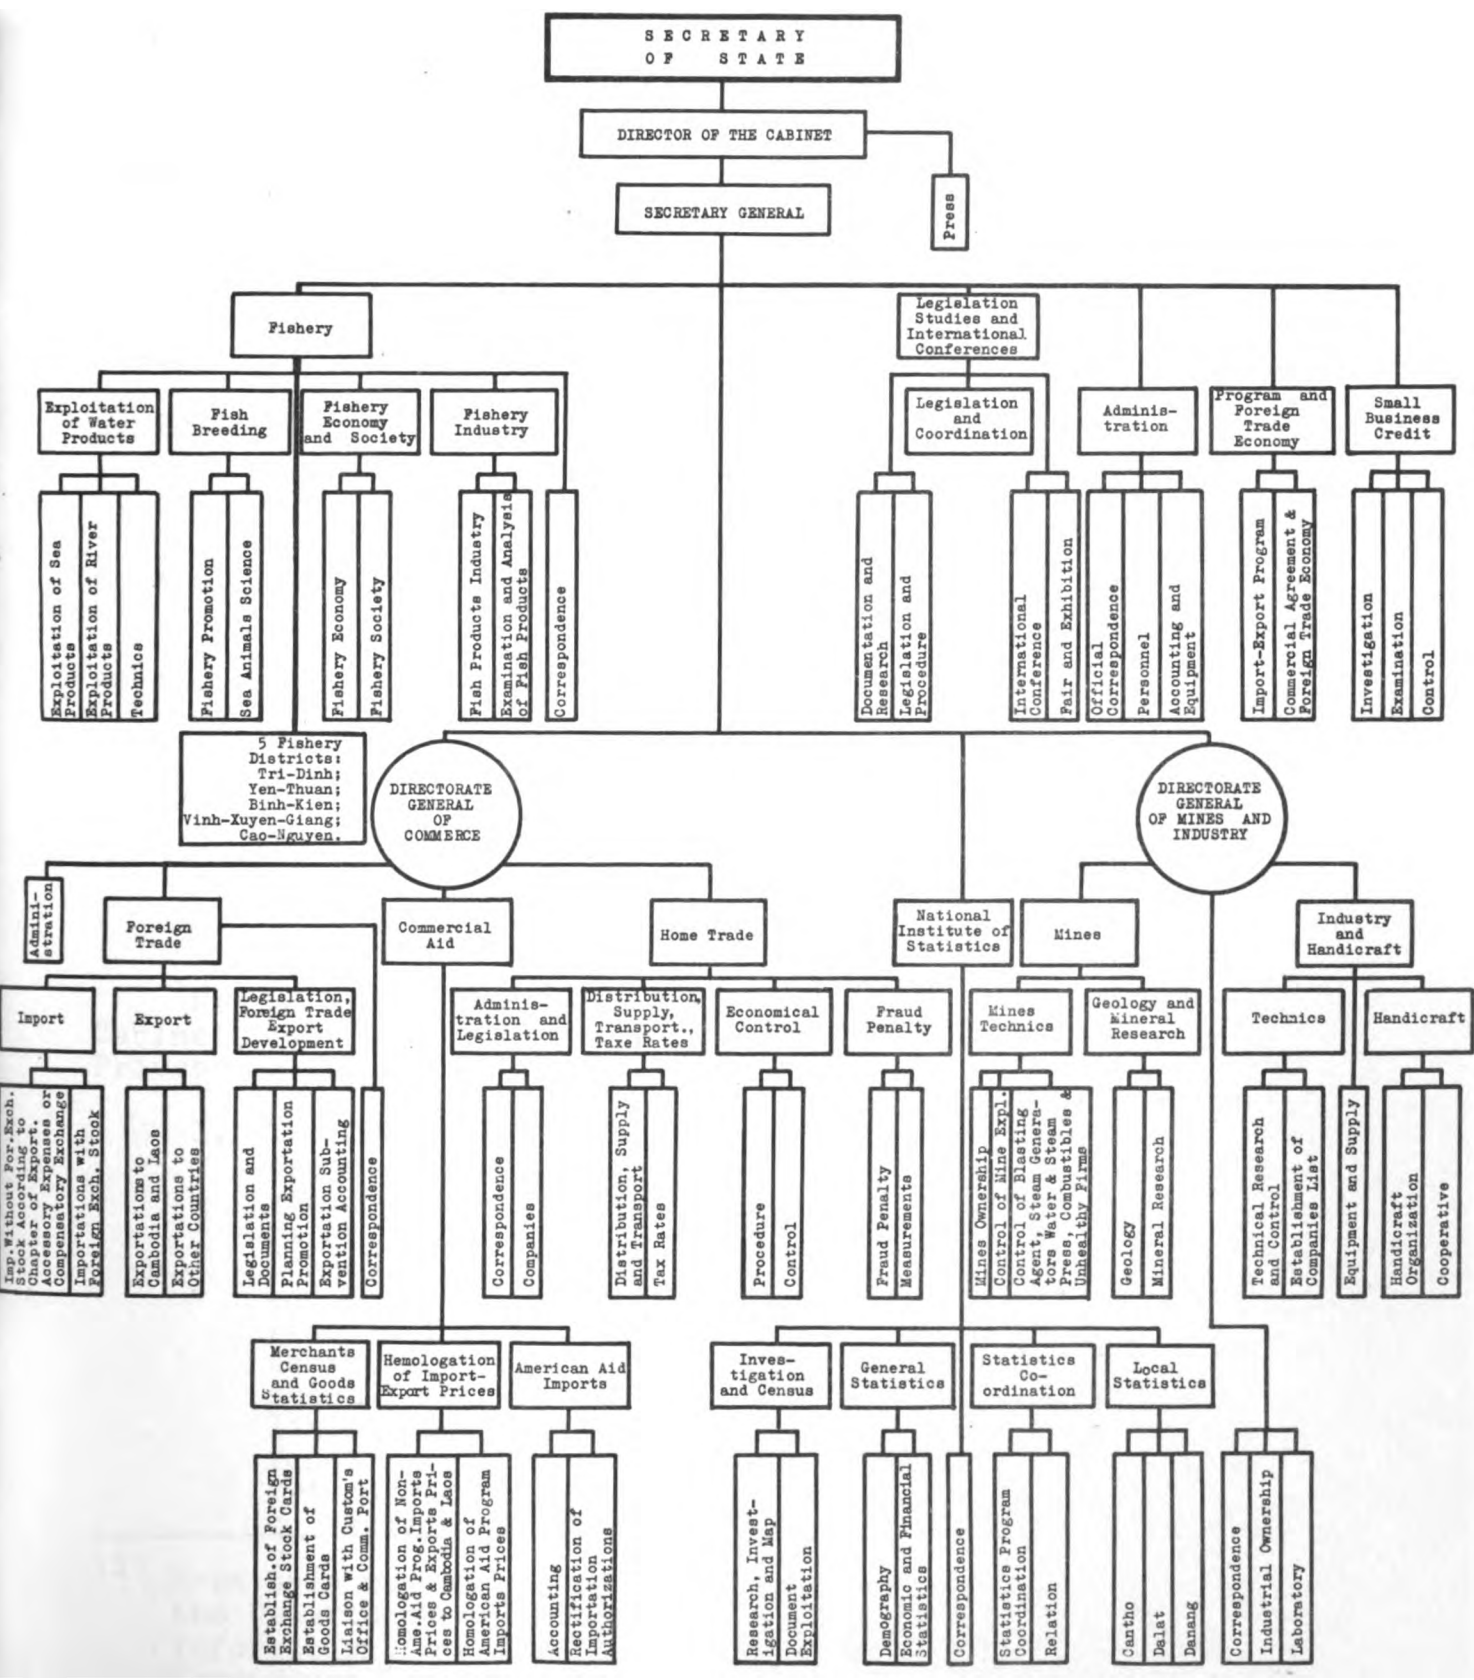 SECRETARY
OF STATE
DIRECTOR OF THE CABINET
SECRETARY GENERAL
Press
Fishery
Legislation
Studies and
International
Conferences
Exploitation
of Water
Products
Fish
Breeding
Fishery
Economy
and Society
Fishery
Industry
Legislation
and
Coordination
Adminis-
tration
Program and
Foreign
Trade
Economy
Small
Business
Credit
Exploitation of Sea
Products
Exploitation of River
Products
Technics
Fishery Promotion
Sea Animals Science
Fishery Economy
Fishery Society
Fish Products Industry
Examination and Analysis
of Fish Products
Correspondence
Documentation and
Research
Legislation and
Procedure
International
Conference
Fair and Exhibition
Official
Correspondence
Personnel
Accounting and
Equipment
Import-Export Program
Commercial Agreement &
Foreign Trade Economy
Investigation
Examination
Control
5 Fishery
Districts:
Tri-Dinh;
Yen-Thuan;
Binh-Kien;
Vinh-Xuyen-Giang;
Cao-Nguyen.
DIRECTORATE
GENERAL
OF
COMMERCE
DIRECTORATE
GENERAL
OF MINES AND
INDUSTRY
Admini-
stration
Foreign
Trade
Commercial
Aid
Home Trade
National
Institute of
Statistics
Mines
Industry
and
Handicraft
Import
Export
Legislation,
Foreign Trade
Export
Development
Adminis-
tration and
Legislation
Distribution,
Supply,
Transport.,
Taxe Rates
Economical
Control
Fraud
Penalty
Mines
Technics
Geology and
Mineral
Research
Technics
Handicraft
Imp.Without For.Exch.
Stock According to
Chapter of Export.
Accessory Expenses or
Compensatory Exchange
Importations with
Foreign Exch. Stock
Exportations to
Cambodia and Laos
Exportations to
Other Countries
Legislation and
Documents
Planning Exportation
Promotion
Exportation Sub-
vention Accounting
Correspondence
Correspondence
Companies
Distribution, Supply
and Transport
Tax Rates
Procedure
Control
Fraud Penalty
Measurements
Mines Ownership
Control of Mine Expl.
Control of Blasting
Agent, Steam Genera-
tors Water & Steam
Press, Combustibles &
Unhealthy Firms
Geology
Mineral Research
Technical Research
and Control
Establishment of
Companies List
Equipment and Supply
Handicraft
Organization
Cooperative
Merchants
Census
and Goods
Statistics
Hemologation
of Import-
Export Prices
American Aid
Imports
Inves-
tigation
and Census
General
Statistics
Statistics
Co-
ordination
Local
Statistics
Establish.of Foreign
Exchange Stock Cards
Establishment of
Goods Cards
Liaison with Custom's
Office & Comm. Port
Homologation of Non-
Ame.Aid Prog.Imports
Prices & Exports Pri-
ces to Cambodia & Laos
Homologation of
American Aid Program
Imports Prices
Accounting
Rectification of
Importation
Authorizations
Research, Invest-
igation and Map
Document
Exploitation
Demography
Economic and Financial
Statistics
Correspondence
Statistics Program
Coordination
Relation
Cantho
Dalat
Danang
Correspondence
Industrial Ownership
Laboratory